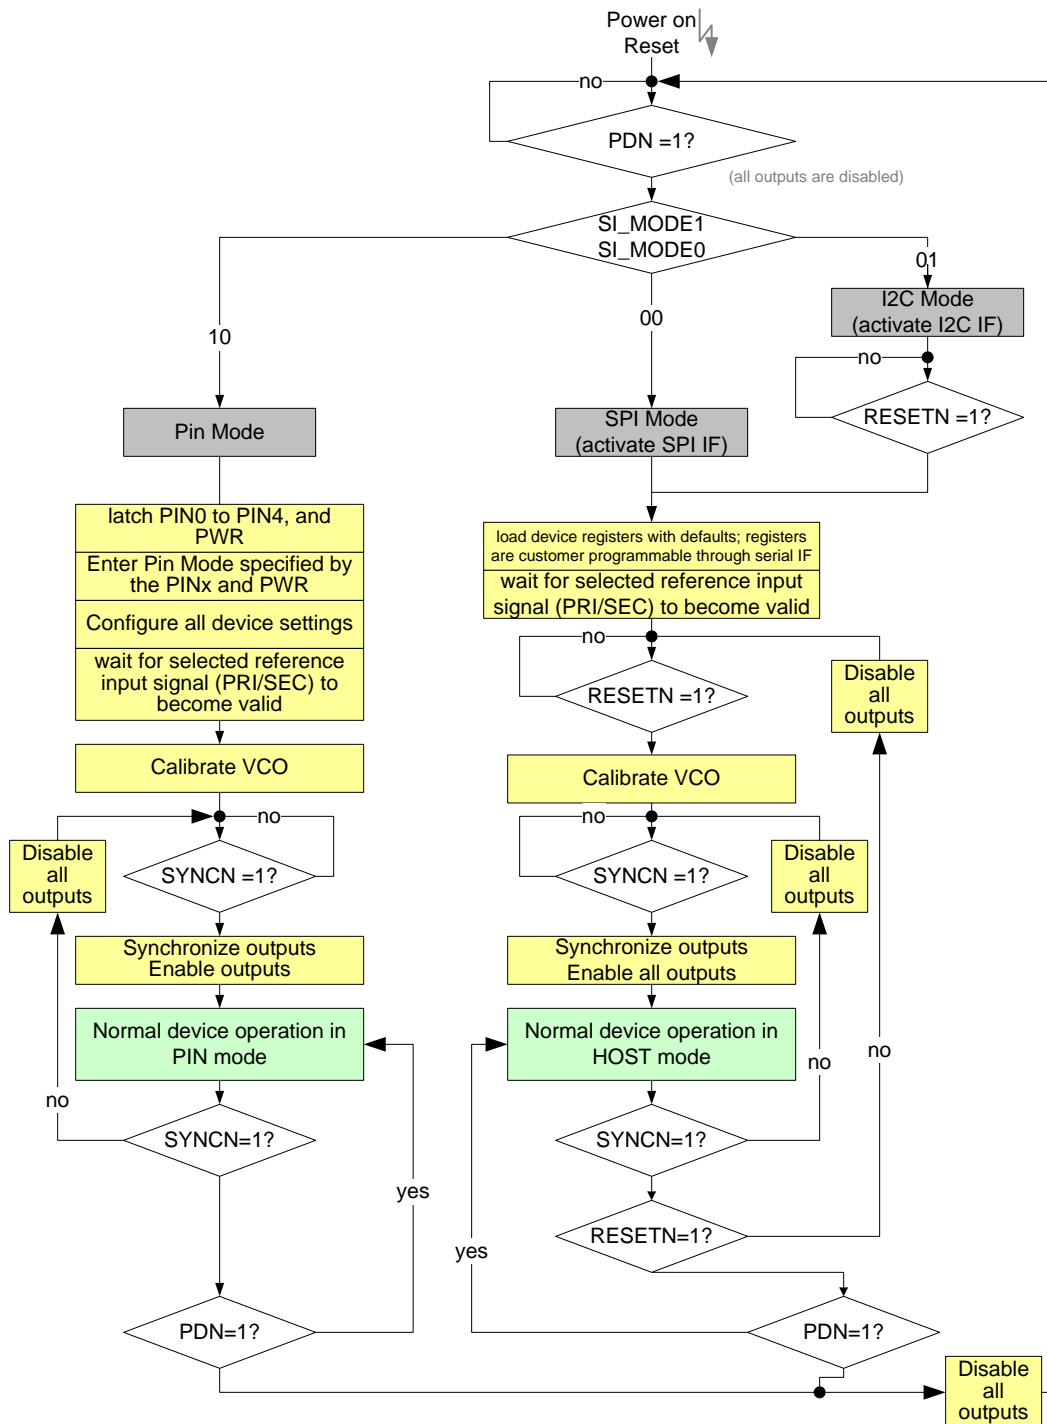 Power on
Reset
no
PDN =1?
(all outputs are disabled)
SI_MODE1
SI_MODE0
01
10
00
I2C Mode
(activate I2C IF)
no
RESETN =1?
Pin Mode
SPI Mode
(activate SPI IF)
latch PIN0 to PIN4, and
PWR
Enter Pin Mode specified by
the PINx and PWR
Configure all device settings
wait for selected reference
input signal (PRI/SEC) to
become valid
load device registers with defaults; registers
are customer programmable through serial IF
wait for selected reference input
signal (PRI/SEC) to become valid
no
RESETN =1?
Disable
all
outputs
Calibrate VCO
Calibrate VCO
no
no
Disable
all
outputs
SYNCN =1?
SYNCN =1?
Disable
all
outputs
Synchronize outputs
Enable outputs
Synchronize outputs
Enable all outputs
Normal device operation in
PIN mode
Normal device operation in
HOST mode
no
no
no
SYNCN=1?
SYNCN=1?
yes
RESETN=1?
yes
PDN=1?
PDN=1?
Disable
all
outputs